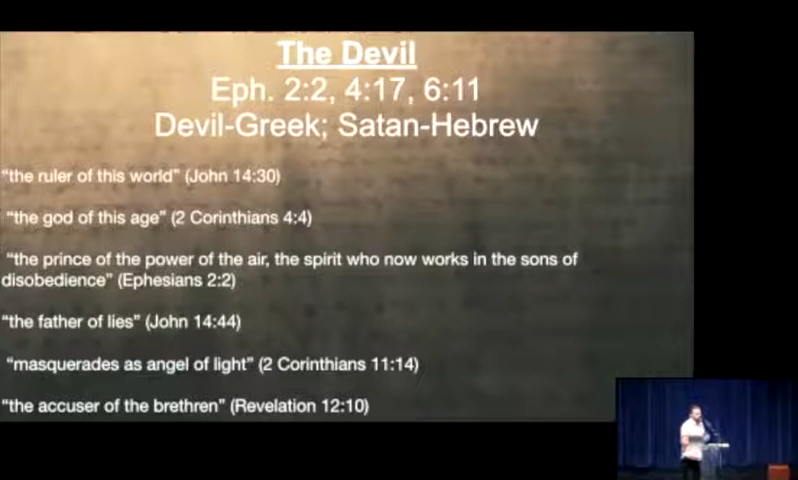 The Devil
Eph. 2:2, 4:17, 6:11
Devil-Greek; Satan-Hebrew
“the ruler of this world” (John 14:30)
“the god of this age” (2 Corinthians 4:4)
“the prince of the power of the air, the spirit who now works in the sons of
disobedience” (Ephesians 2:2)
“the father of lies” (John 14:44)
“masquerades as angel of light” (2 Corinthians 11:14)
“the accuser of the brethren” (Revelation 12:10)